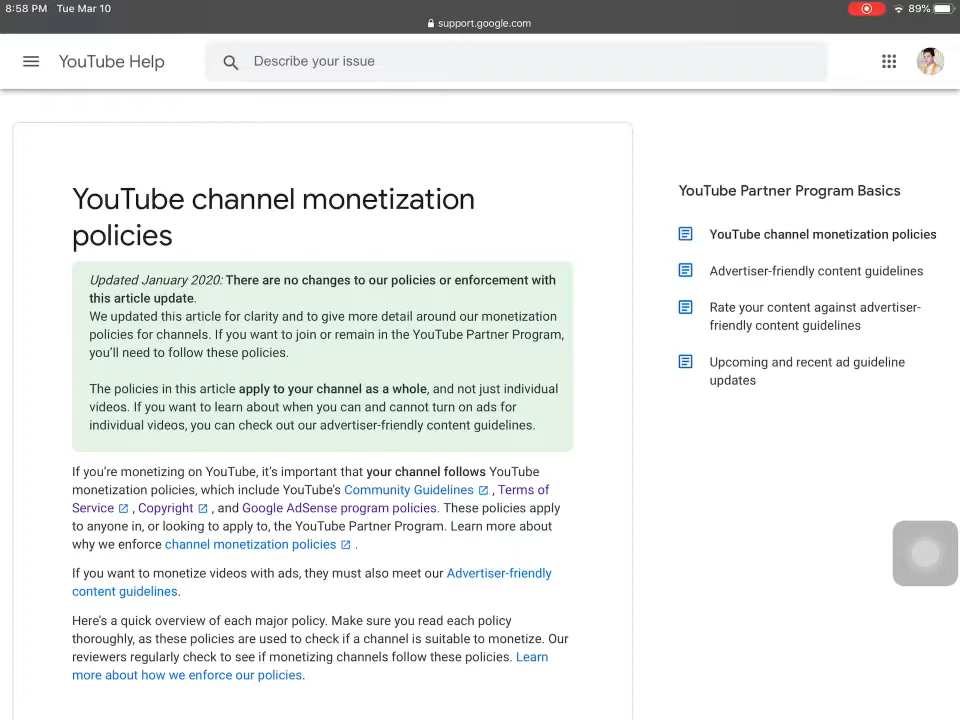 8:58 PM Tue Mar 10
89%
support.google.com
YouTube Help
Describe your issue
YouTube channel monetization
policies
Updated January 2020: There are no changes to our policies or enforcement with
this article update.
We updated this article for clarity and to give more detail around our monetization
policies for channels. If you want to join or remain in the YouTube Partner Program,
you’ll need to follow these policies.
The policies in this article apply to your channel as a whole, and not just individual
videos. If you want to learn about when you can and cannot turn on ads for
individual videos, you can check out our advertiser-friendly content guidelines.
If you’re monetizing on YouTube, it’s important that your channel follows YouTube
monetization policies, which include YouTube's Community Guidelines , Terms of
Service , Copyright , and Google AdSense program policies. These policies apply
to anyone in, or looking to apply to, the YouTube Partner Program. Learn more about
why we enforce channel monetization policies .
If you want to monetize videos with ads, they must also meet our Advertiser-friendly
content guidelines.
Here’s a quick overview of each major policy. Make sure you read each policy
thoroughly, as these policies are used to check if a channel is suitable to monetize. Our
reviewers regularly check to see if monetizing channels follow these policies. Learn
more about how we enforce our policies.
YouTube Partner Program Basics
YouTube channel monetization policies
Advertiser-friendly content guidelines
Rate your content against advertiser-
friendly content guidelines
Upcoming and recent ad guideline
updates